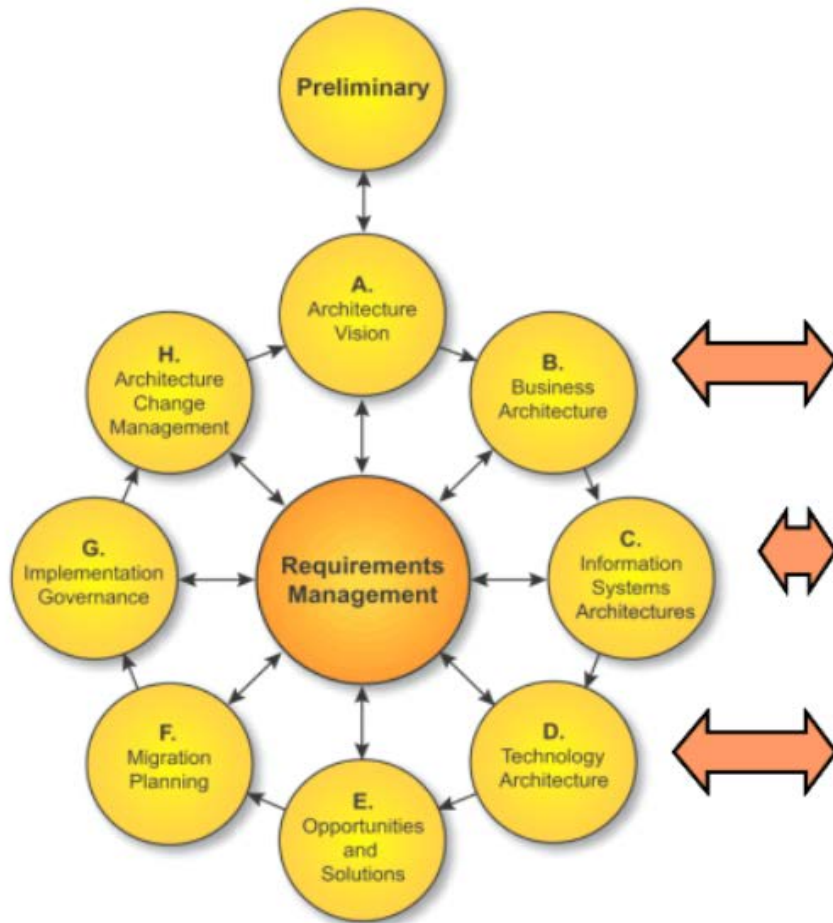 Preliminary
A.
Architecture
Vision
B.
Business
Architecture
C.
Information
Systems
Architectures
D.
Technology
Architecture
E.
Opportunities
and
Solutions
F.
Migration
Planning
G.
Implementation
Governance
H.
Architecture
Change
Management
Requirements
Management